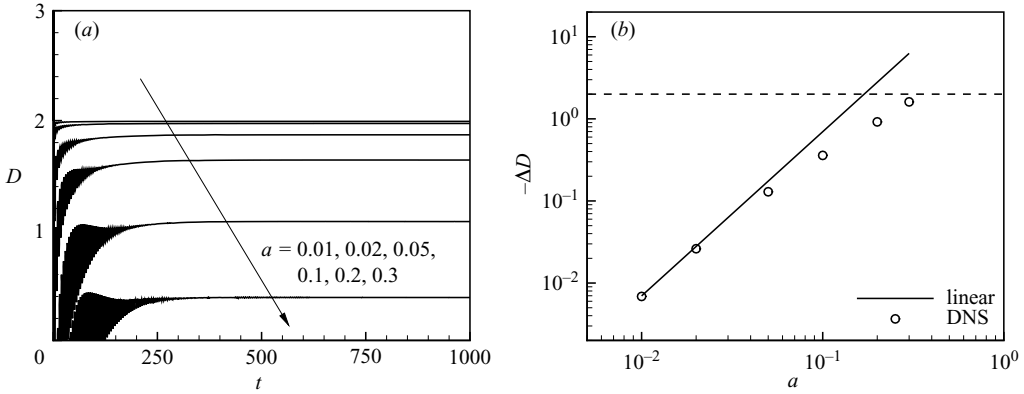 (a)
3
2
1
0
D
0
250
500
750
1000
t
a = 0.01, 0.02, 0.05,
0.1, 0.2, 0.3
(b)
10^1
10^0
10^−1
10^−2
−ΔD
10^−2
10^−1
10^0
a
linear
DNS